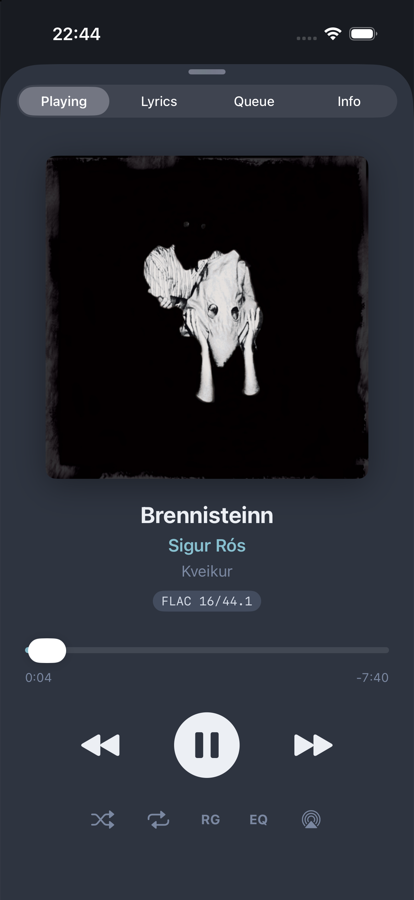 22:44
Playing Lyrics Queue Info
Brennisteinn
Sigur Rós
Kveikur
FLAC 16/44.1
0:04 -7:40
RG EQ